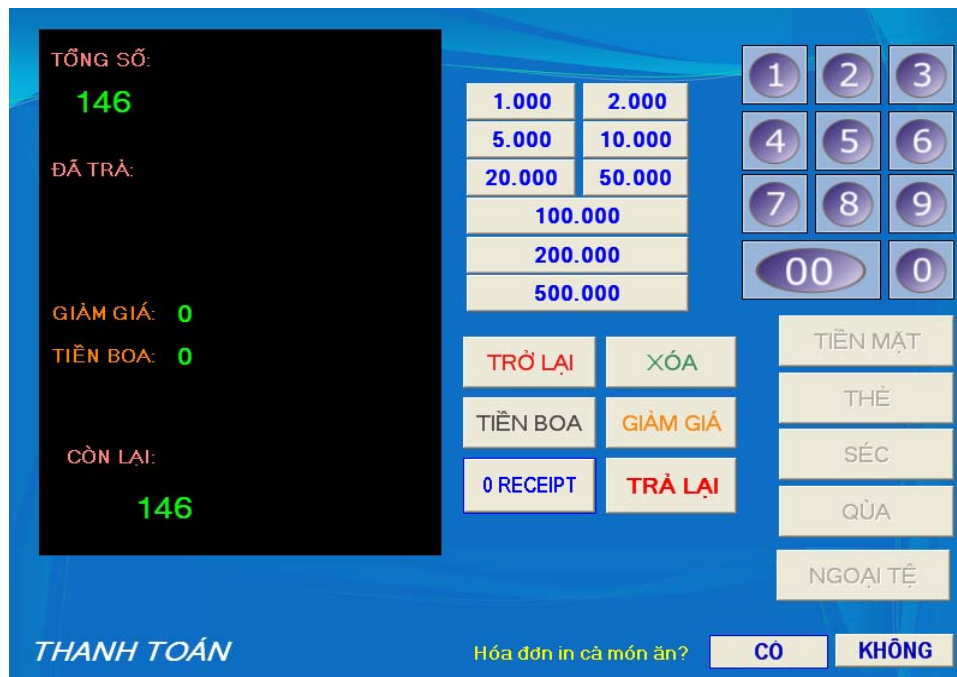 TỔNG SỐ:
146
ĐÃ TRẢ:
GIẢM GIÁ: 0
TIỀN BOA: 0
CÒN LẠI:
146
1.000 2.000
5.000 10.000
20.000 50.000
100.000
200.000
500.000
1 2 3
4 5 6
7 8 9
00 0
TRỞ LẠI XÓA
TIỀN BOA GIẢM GIÁ
0 RECEIPT TRẢ LẠI
TIỀN MẶT
THẺ
SÉC
QÙA
NGOẠI TỆ
THANH TOÁN
Hóa đơn in cả món ăn? CÓ KHÔNG